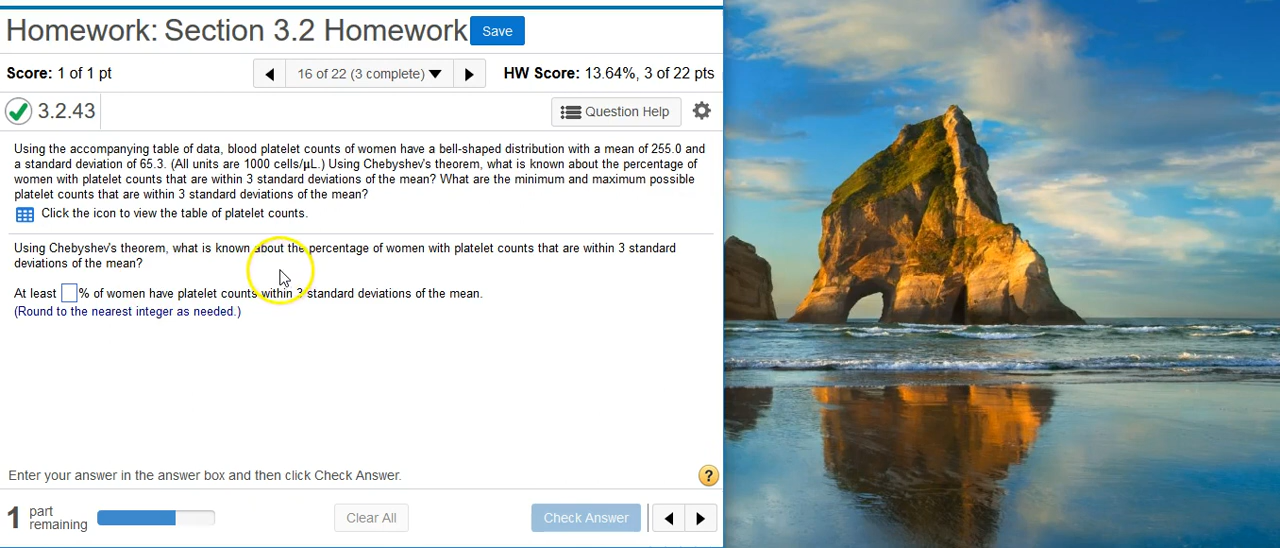 Homework: Section 3.2 Homework Save
Score: 1 of 1 pt 16 of 22 (3 complete) HW Score: 13.64%, 3 of 22 pts
3.2.43 Question Help
Using the accompanying table of data, blood platelet counts of women have a bell-shaped distribution with a mean of 255.0 and
a standard deviation of 65.3. (All units are 1000 cells/μL.) Using Chebyshev's theorem, what is known about the percentage of
women with platelet counts that are within 3 standard deviations of the mean? What are the minimum and maximum possible
platelet counts that are within 3 standard deviations of the mean?
Click the icon to view the table of platelet counts.
Using Chebyshev's theorem, what is known about the percentage of women with platelet counts that are within 3 standard
deviations of the mean?
At least % of women have platelet counts within 3 standard deviations of the mean.
(Round to the nearest integer as needed.)
Enter your answer in the answer box and then click Check Answer. ?
1 part remaining Clear All Check Answer